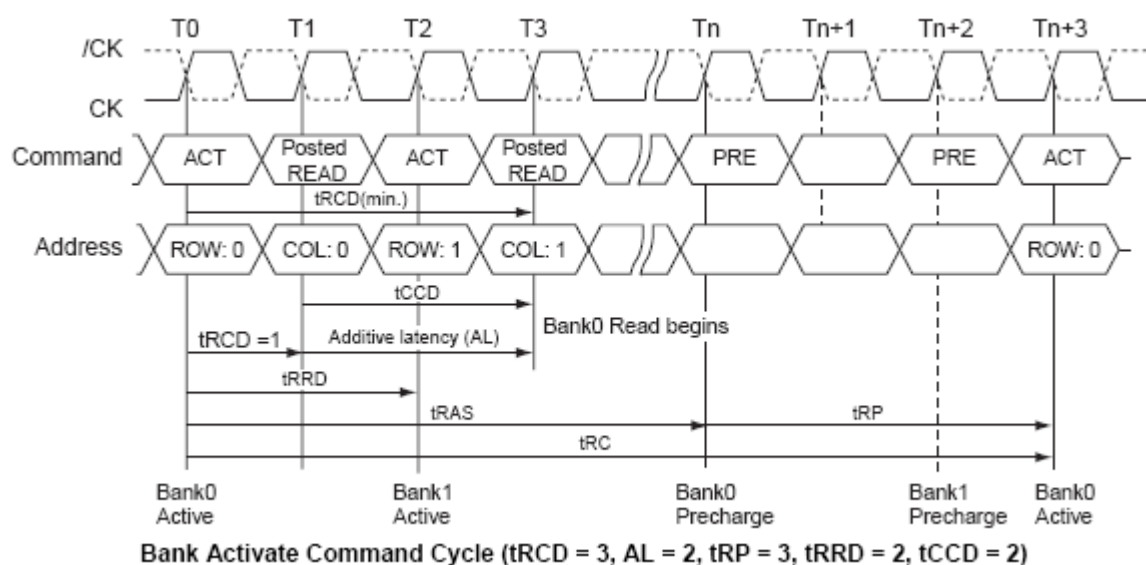 T0 T1 T2 T3 Tn Tn+1 Tn+2 Tn+3
/CK
CK
Command ACT Posted READ ACT Posted READ PRE PRE ACT
tRCD(min.)
Address ROW: 0 COL: 0 ROW: 1 COL: 1 ROW: 0
tCCD
Bank0 Read begins
tRCD =1 Additive latency (AL)
tRRD
tRAS tRP
tRC
Bank0 Active Bank1 Active Bank0 Precharge Bank1 Precharge Bank0 Active
Bank Activate Command Cycle (tRCD = 3, AL = 2, tRP = 3, tRRD = 2, tCCD = 2)